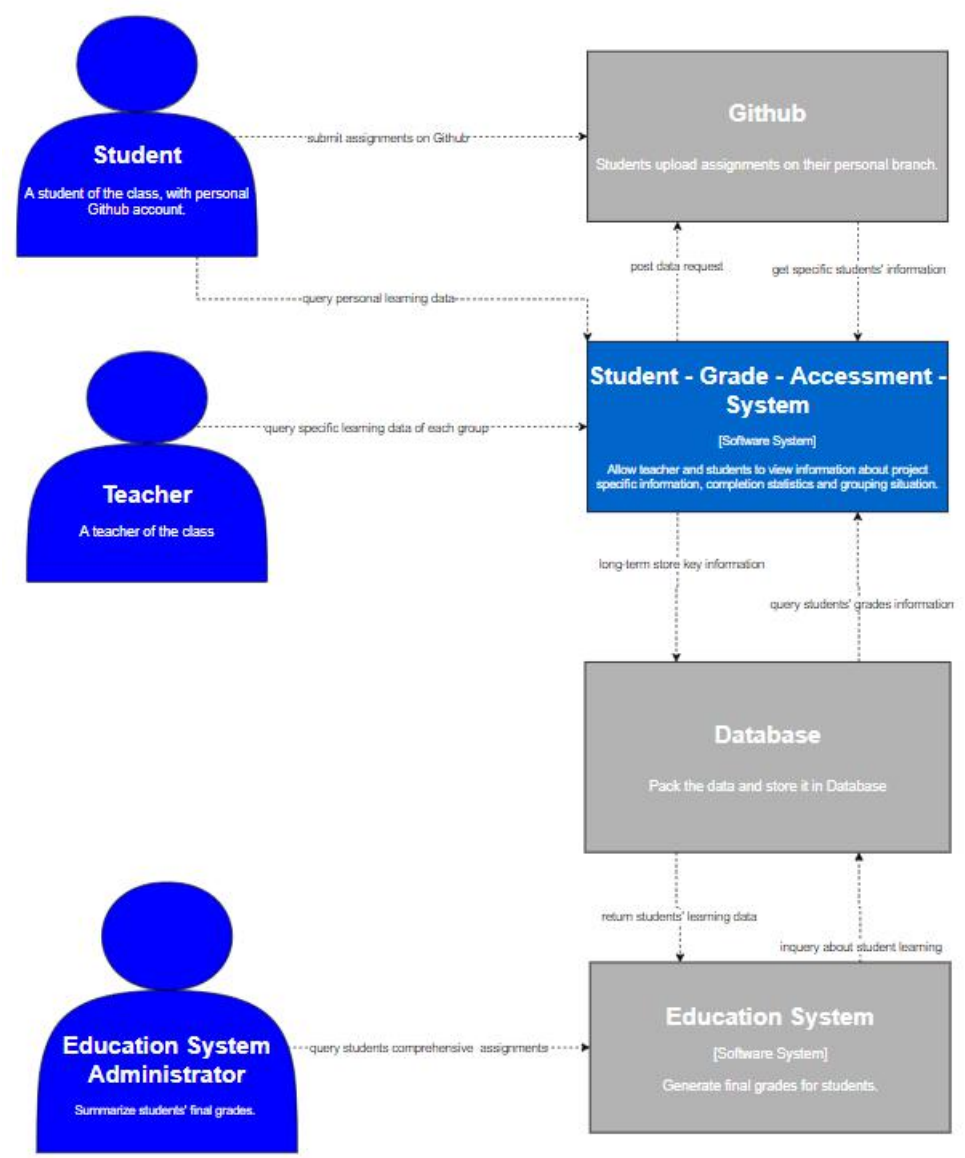 Student
A student of the class, with personal
Github account.
submit assignments on Github
Github
Students upload assignments on their personal branch.
post data request
get specific students' information
query personal learning data
Student - Grade - Accessment -
System
[Software System]
Allow teacher and students to view information about project
specific information, completion statistics and grouping situation.
query specific learning data of each group
Teacher
A teacher of the class
long-term store key information
query students' grades information
Database
Pack the data and store it in Database
return students' learning data
inquery about student learning
Education System
Administrator
Summarize students' final grades.
query students comprehensive assignments
Education System
[Software System]
Generate final grades for students.